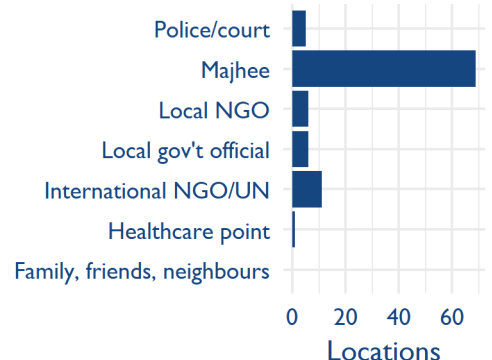 Police/court
Majhee
Local NGO
Local gov't official
International NGO/UN
Healthcare point
Family, friends, neighbours
0 20 40 60
Locations